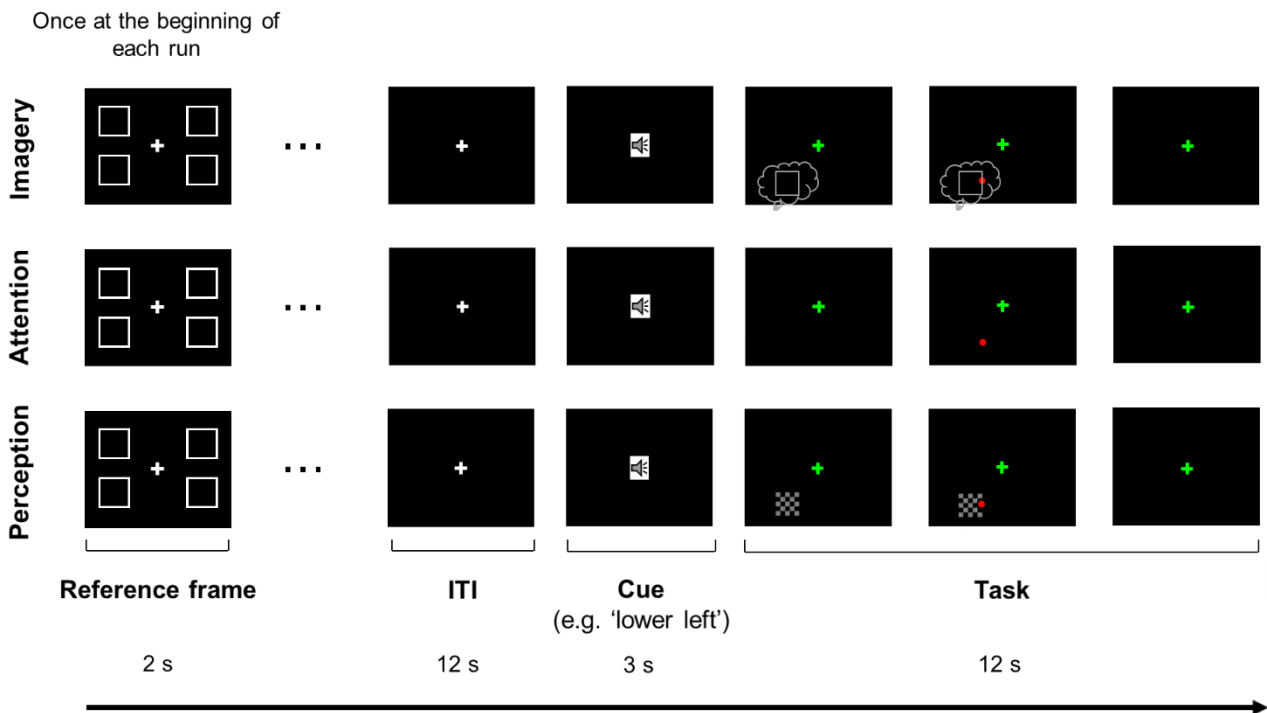 Once at the beginning of
each run
Imagery
...
Attention
...
Perception
...
Reference frame
ITI
Cue
(e.g. ‘lower left’)
Task
2 s
12 s
3 s
12 s